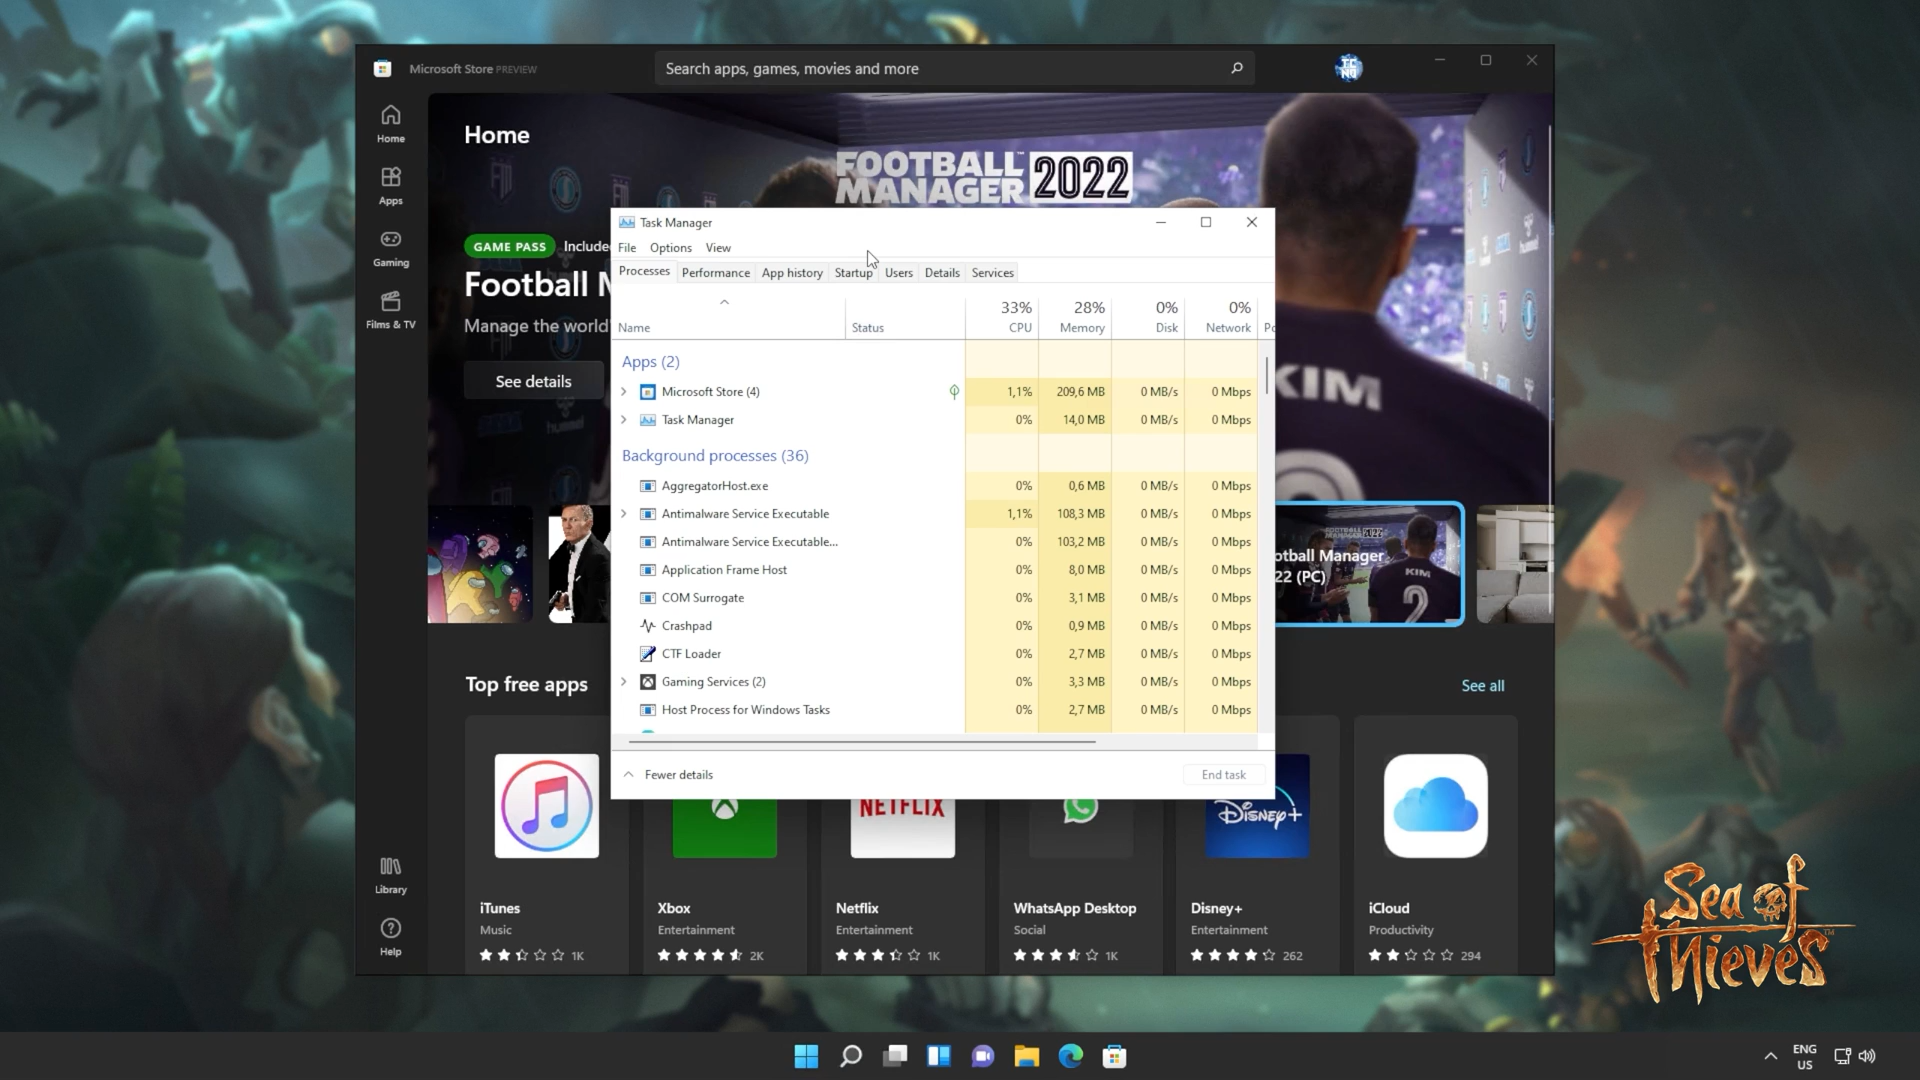 Microsoft Store PREVIEW
Search apps, games, movies and more
TC
NO
Home
Apps
Gaming
Films & TV
Library
Help
Home
FOOTBALL
MANAGER 2022
GAME PASS
Football
Manage the world'
See details
KIM
Task Manager
File Options View
Processes Performance App history Startup Users Details Services
33% 28% 0% 0%
Name Status CPU Memory Disk Network
Apps (2)
Microsoft Store (4) 1,1% 209,6 MB 0 MB/s 0 Mbps
Task Manager 0% 14,0 MB 0 MB/s 0 Mbps
Background processes (36)
AggregatorHost.exe 0% 0,6 MB 0 MB/s 0 Mbps
Antimalware Service Executable 1,1% 108,3 MB 0 MB/s 0 Mbps
Antimalware Service Executable... 0% 103,2 MB 0 MB/s 0 Mbps
Application Frame Host 0% 8,0 MB 0 MB/s 0 Mbps
COM Surrogate 0% 3,1 MB 0 MB/s 0 Mbps
Crashpad 0% 0,9 MB 0 MB/s 0 Mbps
CTF Loader 0% 2,7 MB 0 MB/s 0 Mbps
Gaming Services (2) 0% 3,3 MB 0 MB/s 0 Mbps
Host Process for Windows Tasks 0% 2,7 MB 0 MB/s 0 Mbps
Fewer details End task
FOOTBALL
MANAGER 2022
otball Manager
22 (PC)
KIM
2
Top free apps See all
NETFLIX
Disney+
iTunes
Music
1K
Xbox
Entertainment
2K
Netflix
Entertainment
1K
WhatsApp Desktop
Social
1K
Disney+
Entertainment
262
iCloud
Productivity
294
Sea of
Thieves™
ENG
US